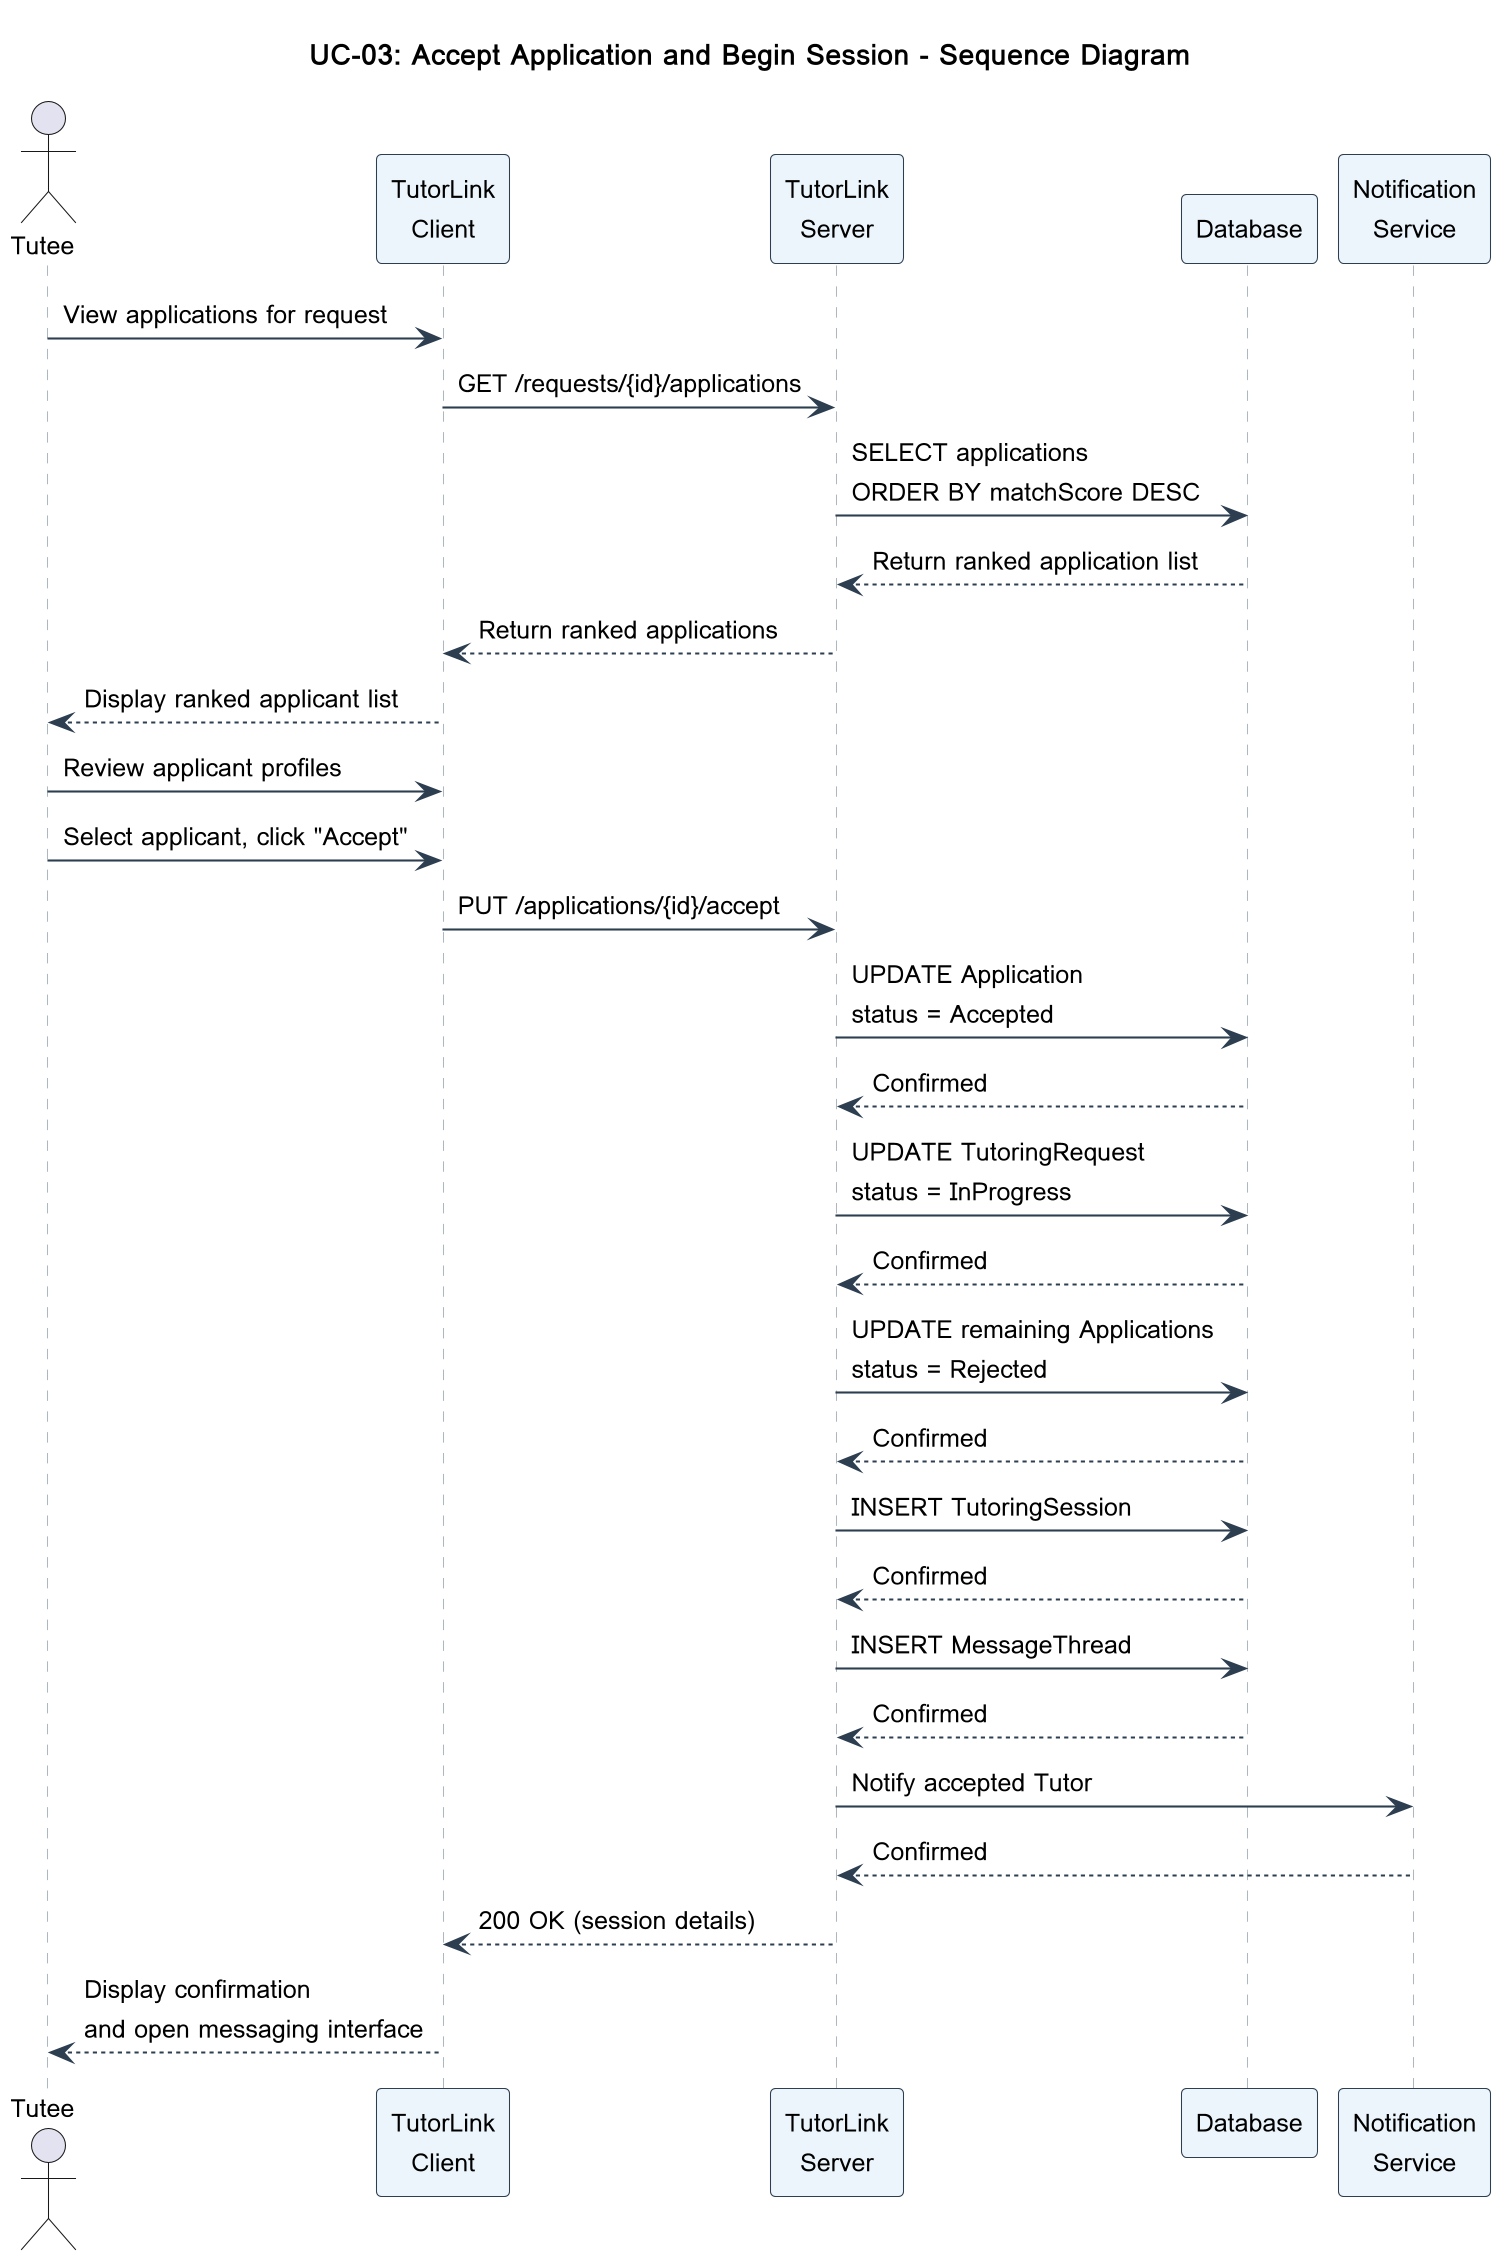 UC-03: Accept Application and Begin Session - Sequence Diagram
Tutee
TutorLink
Client
TutorLink
Server
Database
Notification
Service
View applications for request
GET /requests/{id}/applications
SELECT applications
ORDER BY matchScore DESC
Return ranked application list
Return ranked applications
Display ranked applicant list
Review applicant profiles
Select applicant, click "Accept"
PUT /applications/{id}/accept
UPDATE Application
status = Accepted
Confirmed
UPDATE TutoringRequest
status = InProgress
Confirmed
UPDATE remaining Applications
status = Rejected
Confirmed
INSERT TutoringSession
Confirmed
INSERT MessageThread
Confirmed
Notify accepted Tutor
Confirmed
200 OK (session details)
Display confirmation
and open messaging interface
Tutee
TutorLink
Client
TutorLink
Server
Database
Notification
Service